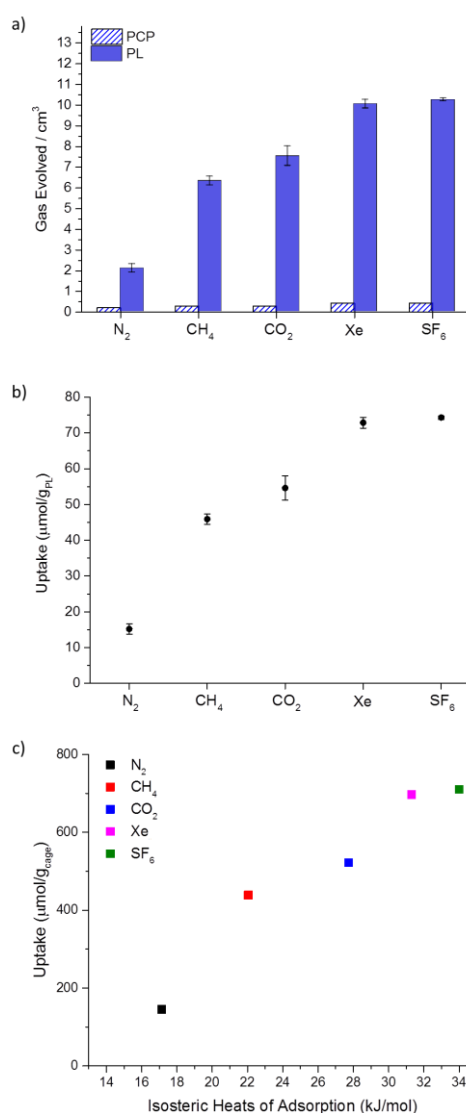 a)
PCP
PL
Gas Evolved / cm³
13
12
11
10
9
8
7
6
5
4
3
2
1
0
N₂ CH₄ CO₂ Xe SF₆
b)
Uptake (μmol/gPL)
80
70
60
50
40
30
20
10
0
N₂ CH₄ CO₂ Xe SF₆
c)
N₂
CH₄
CO₂
Xe
SF₆
Uptake (μmol/gcage)
800
600
400
200
0
14 16 18 20 22 24 26 28 30 32 34
Isosteric Heats of Adsorption (kJ/mol)